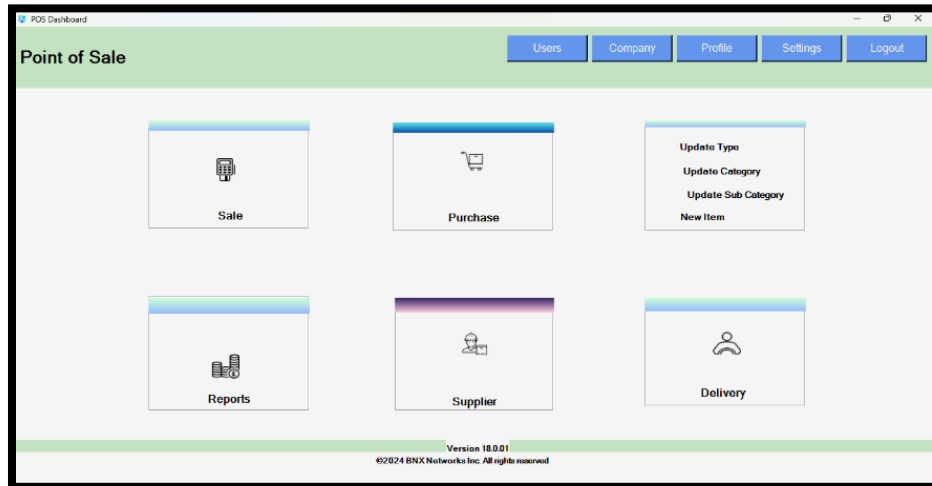 POS Dashboard
Point of Sale
Users
Company
Profile
Settings
Logout
Sale
Purchase
Update Type
Update Category
Update Sub Category
New Item
Reports
Supplier
Delivery
Version 18.0.01
©2024 BNX Networks Inc. All rights reserved